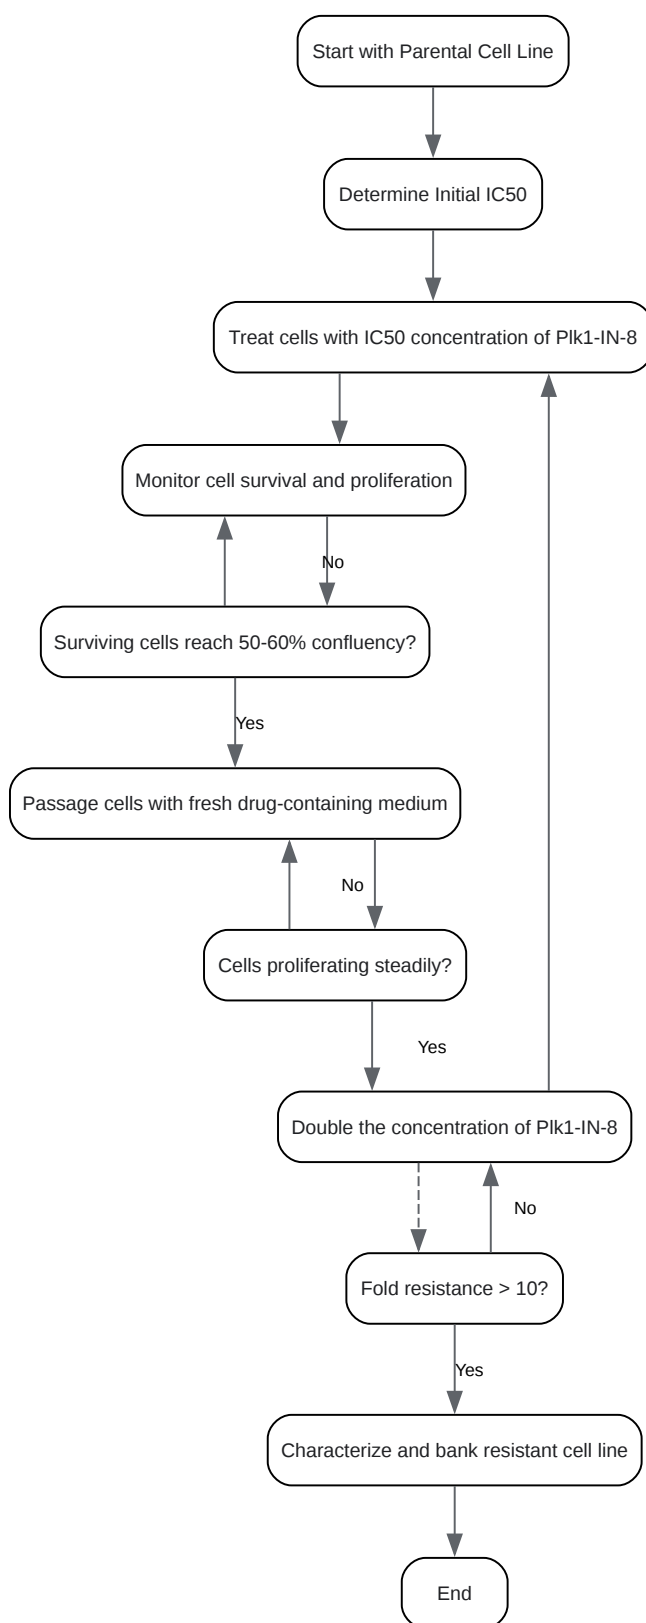 Start with Parental Cell Line
Determine Initial IC50
Treat cells with IC50 concentration of Plk1-IN-8
Monitor cell survival and proliferation
No
Surviving cells reach 50-60% confluency?
Yes
Passage cells with fresh drug-containing medium
No
Cells proliferating steadily?
Yes
Double the concentration of Plk1-IN-8
No
Fold resistance > 10?
Yes
Characterize and bank resistant cell line
End